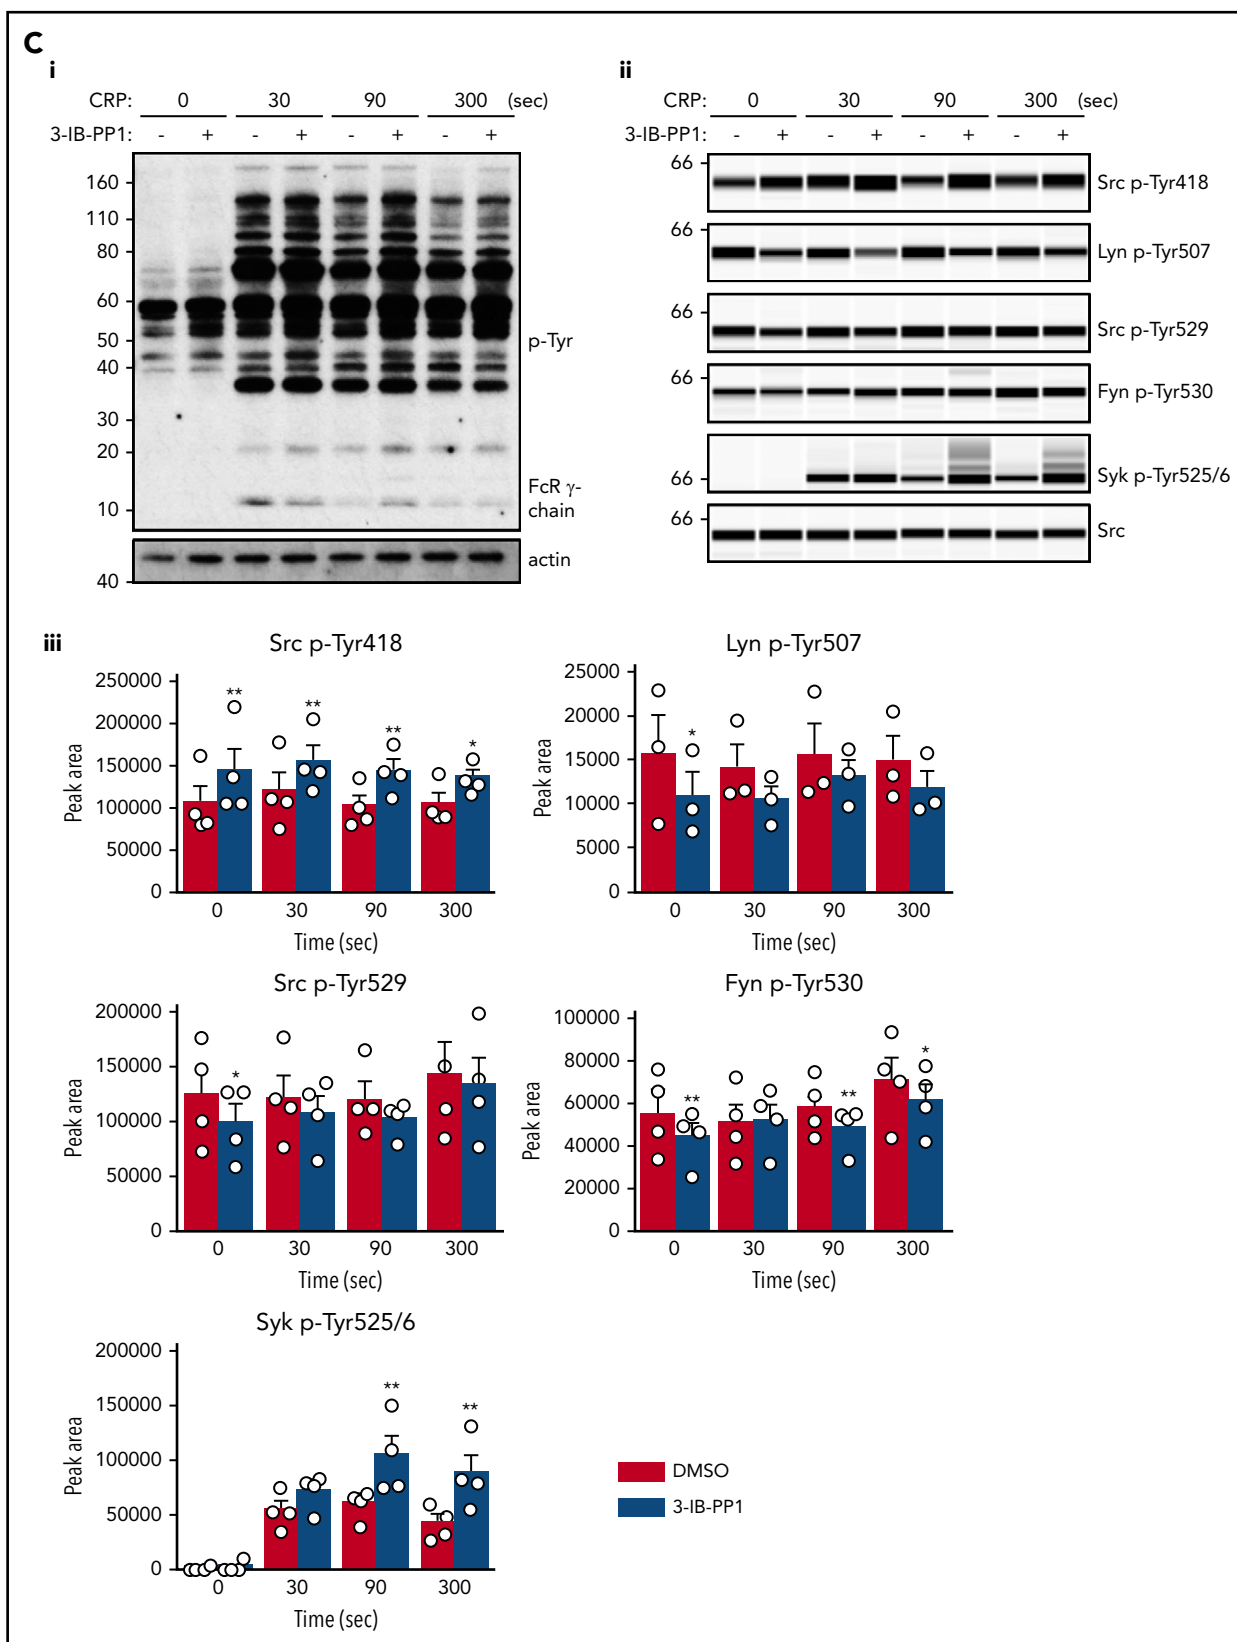 C
i
CRP: 0 30 90 300 (sec)
3-IB-PP1: - + - + - + - +
160
110
80
60
50
40
30
20
10
p-Tyr
FcR γ-
chain
actin
40
ii
CRP: 0 30 90 300 (sec)
3-IB-PP1: - + - + - + - +
66
Src p-Tyr418
66
Lyn p-Tyr507
66
Src p-Tyr529
66
Fyn p-Tyr530
66
Syk p-Tyr525/6
66
Src
iii
Src p-Tyr418
Peak area
250000
200000
150000
100000
50000
0
** ** ** *
0 30 90 300
Time (sec)
Lyn p-Tyr507
Peak area
25000
20000
15000
10000
5000
0
*
0 30 90 300
Time (sec)
Src p-Tyr529
Peak area
200000
150000
100000
50000
0
*
0 30 90 300
Time (sec)
Fyn p-Tyr530
Peak area
100000
80000
60000
40000
20000
0
** ** *
0 30 90 300
Time (sec)
Syk p-Tyr525/6
Peak area
200000
150000
100000
50000
0
** **
0 30 90 300
Time (sec)
DMSO
3-IB-PP1